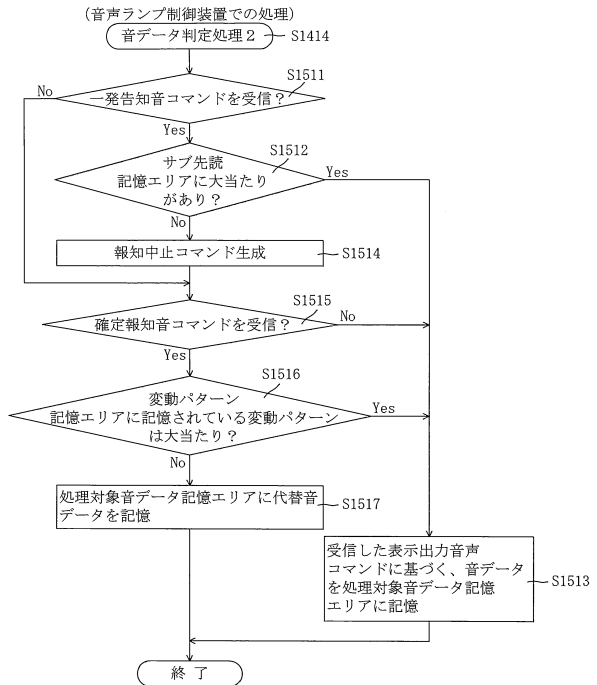 (音声ランプ制御装置での処理)
音データ判定処理2
S1414
S1511
No
一発告知音コマンドを受信?
Yes
S1512
サブ先読
記憶エリアに大当たり
があり?
Yes
No
報知中止コマンド生成
S1514
S1515
確定報知音コマンドを受信?
No
Yes
S1516
変動パターン
記憶エリアに記憶されている変動パターン
は大当たり?
Yes
No
処理対象音データ記憶エリアに代替音
データを記憶
S1517
受信した表示出力音声
コマンドに基づく、音データ
を処理対象音データ記憶
エリアに記憶
S1513
終了